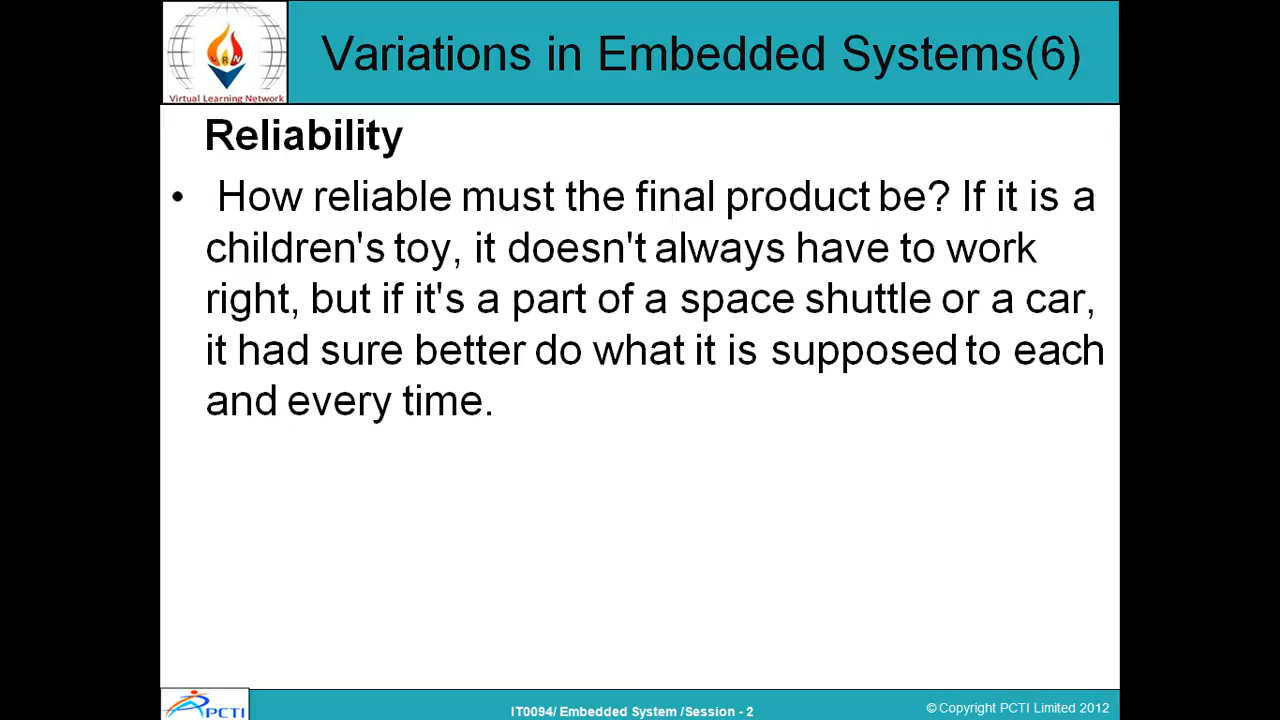 Variations in Embedded Systems(6)
LRN
Virtual Learning Network
Reliability
• How reliable must the final product be? If it is a
children's toy, it doesn't always have to work
right, but if it's a part of a space shuttle or a car,
it had sure better do what it is supposed to each
and every time.
PCTI
IT0094/ Embedded System /Session - 2
© Copyright PCTI Limited 2012